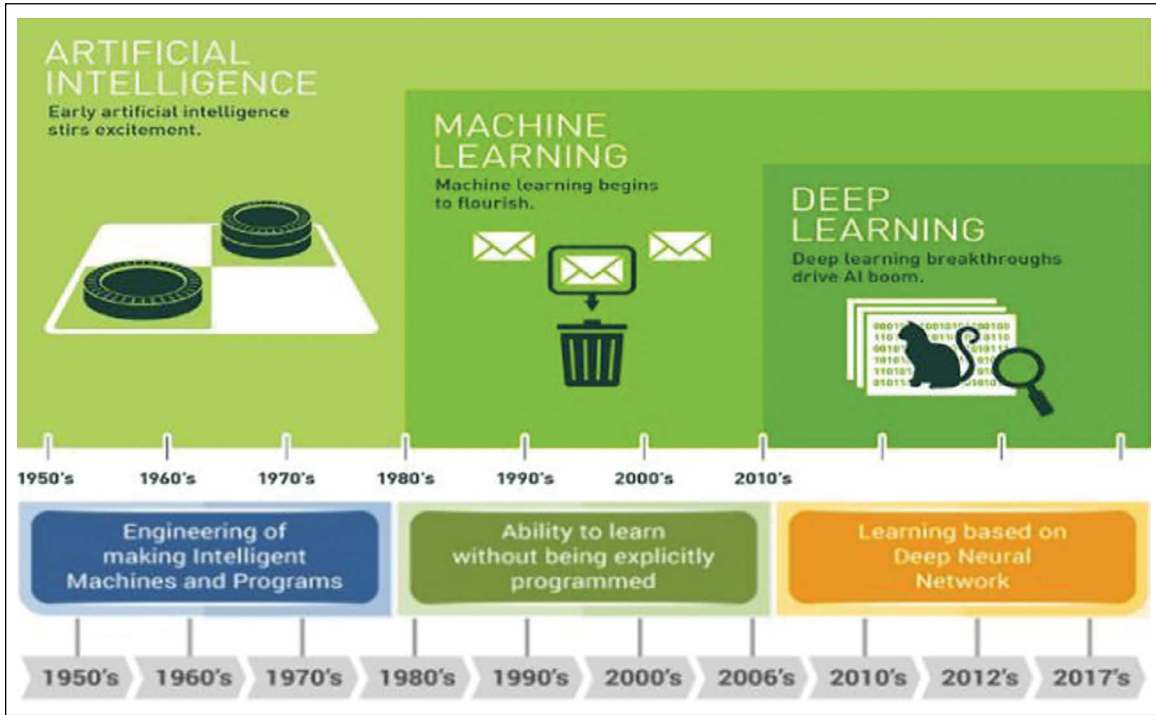 ARTIFICIAL
INTELLIGENCE
Early artificial intelligence
stirs excitement.
MACHINE
LEARNING
Machine learning begins
to flourish.
DEEP
LEARNING
Deep learning breakthroughs
drive AI boom.
1950's 1960's 1970's 1980's 1990's 2000's 2010's
Engineering of
making Intelligent
Machines and Programs
Ability to learn
without being explicitly
programmed
Learning based on
Deep Neural
Network
1950's 1960's 1970's 1980's 1990's 2000's 2006's 2010's 2012's 2017's